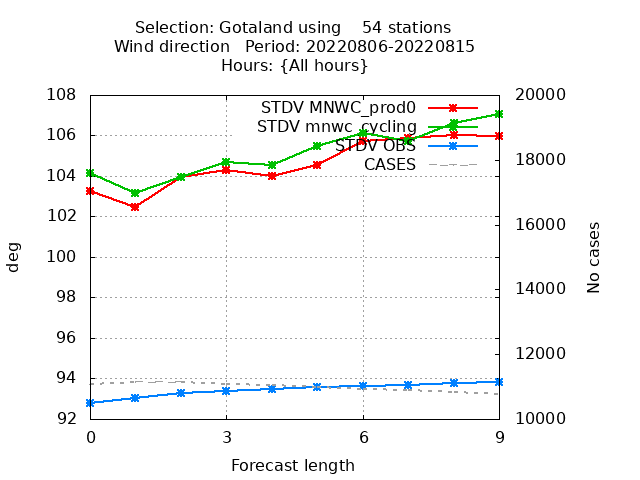 Selection: Gotaland using    54 stations
Wind direction   Period: 20220806-20220815
Hours: {All hours}
STDV MNWC_prod0
STDV mnwc_cycling
STDV OBS
CASES
108
106
104
102
100
98
96
94
92
deg
20000
18000
16000
14000
12000
10000
No cases
0 3 6 9
Forecast length